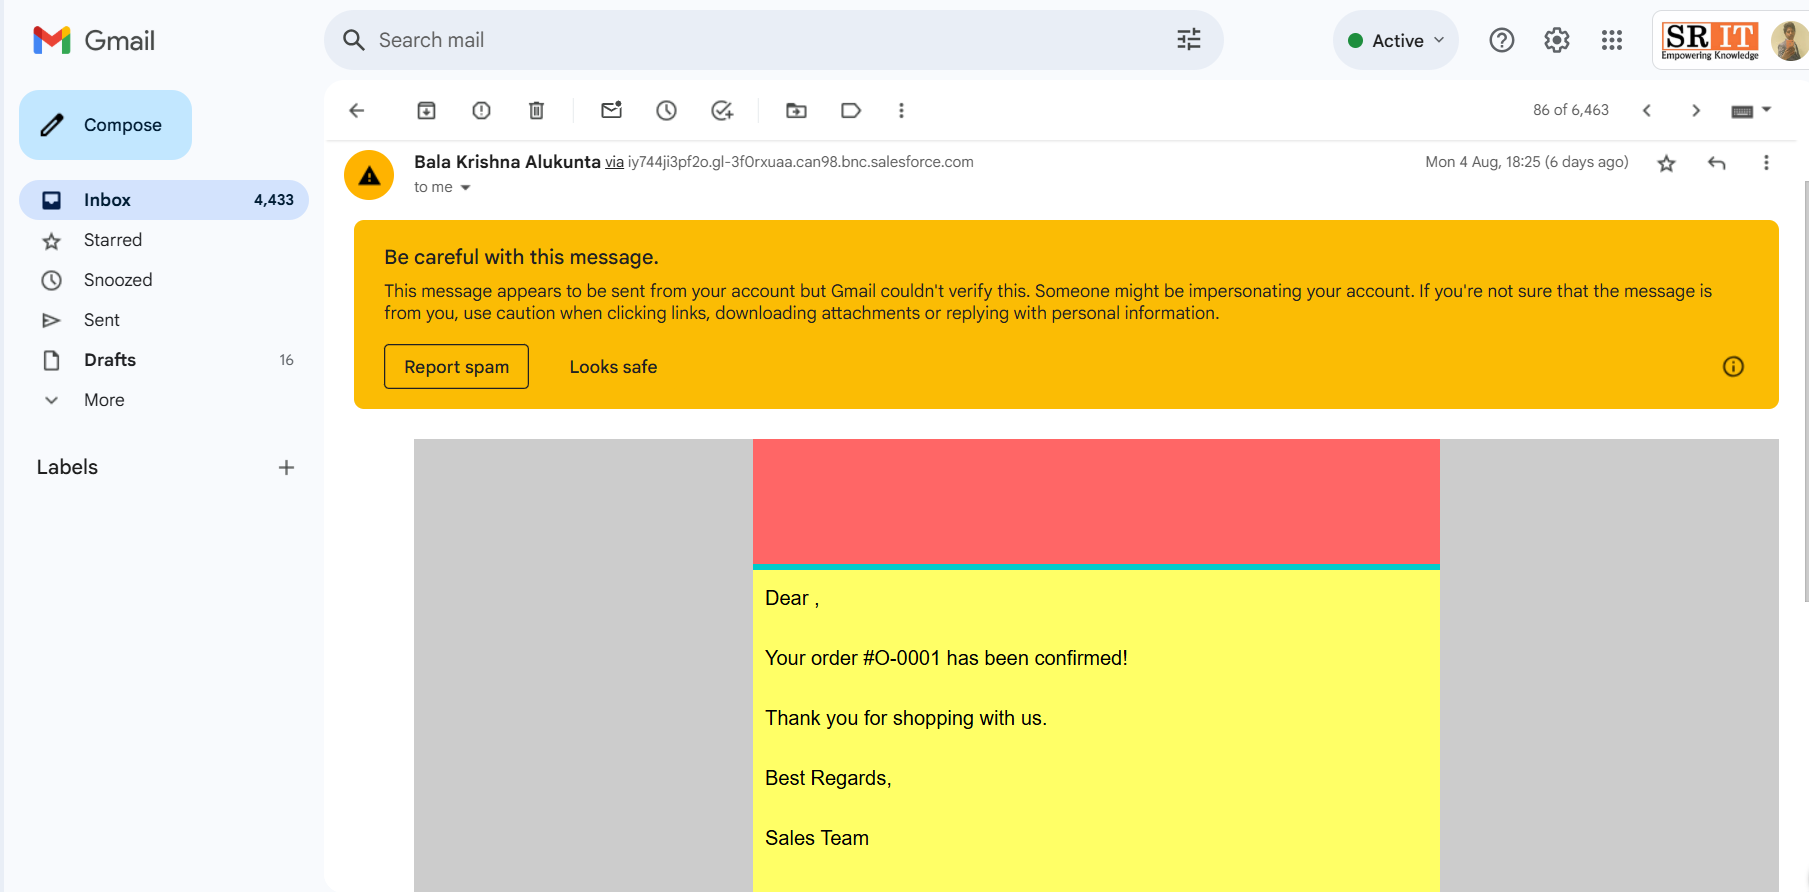 Gmail
Search mail
Active
SR IT
Empowering Knowledge
Compose
86 of 6,463
Inbox 4,433
Starred
Snoozed
Sent
Drafts 16
More
Labels
Bala Krishna Alukunta via iy744ji3pf2o.gl-3f0rxuaa.can98.bnc.salesforce.com
Mon 4 Aug, 18:25 (6 days ago)
to me
Be careful with this message.
This message appears to be sent from your account but Gmail couldn't verify this. Someone might be impersonating your account. If you're not sure that the message is
from you, use caution when clicking links, downloading attachments or replying with personal information.
Report spam
Looks safe
Dear ,
Your order #O-0001 has been confirmed!
Thank you for shopping with us.
Best Regards,
Sales Team